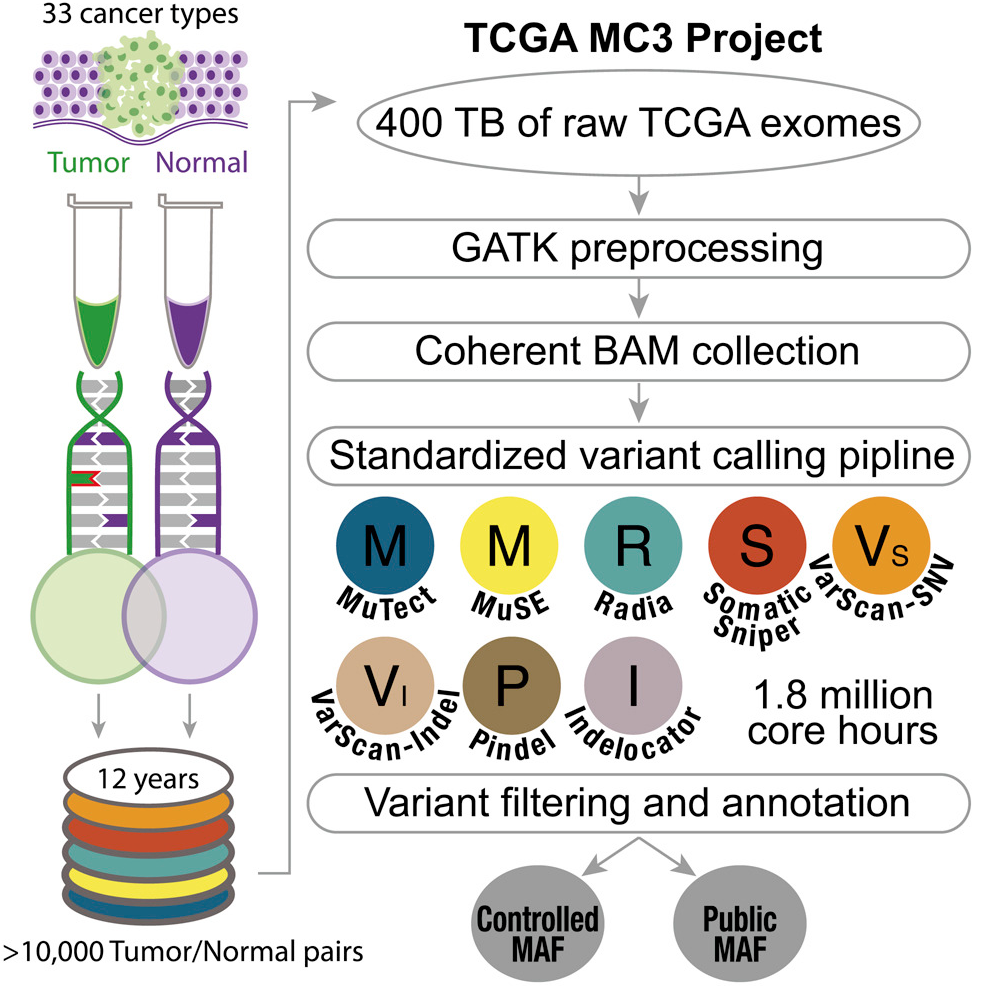 33 cancer types
Tumor Normal
12 years
>10,000 Tumor/Normal pairs
TCGA MC3 Project
400 TB of raw TCGA exomes
GATK preprocessing
Coherent BAM collection
Standardized variant calling pipline
M M R S Vs
MuTect MuSE Radia Somatic Sniper VarScan-SNV
VI P I
VarScan-Indel Pindel Indelocator
1.8 million
core hours
Variant filtering and annotation
Controlled
MAF
Public
MAF